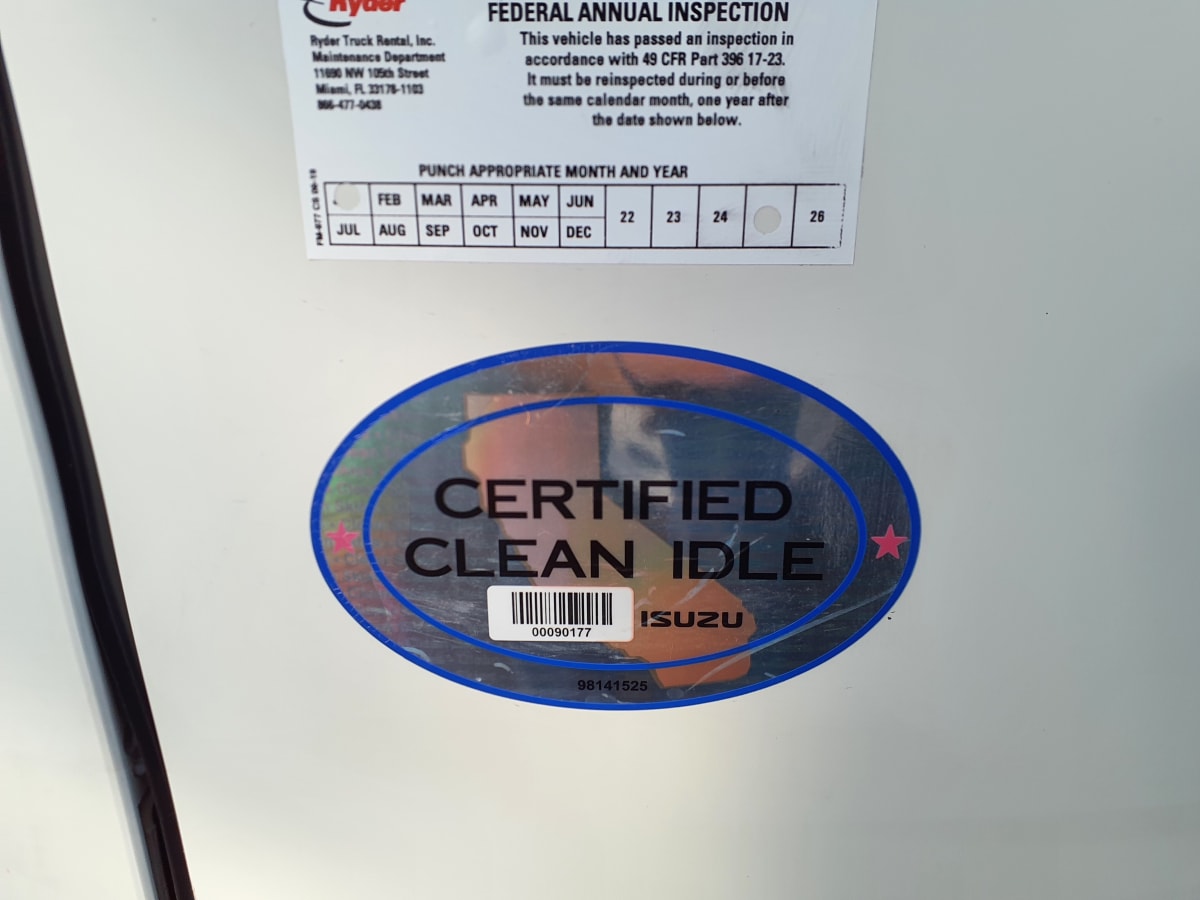 Ryder
FEDERAL ANNUAL INSPECTION
Ryder Truck Rental, Inc.
Maintenance Department
11690 NW 105th Street
Miami, FL 33178-1103
866-477-0438
This vehicle has passed an inspection in
accordance with 49 CFR Part 396 17-23.
It must be reinspected during or before
the same calendar month, one year after
the date shown below.
PUNCH APPROPRIATE MONTH AND YEAR
FEB MAR APR MAY JUN
JUL AUG SEP OCT NOV DEC
22 23 24 26
CERTIFIED
CLEAN IDLE
00090177
ISUZU
98141525